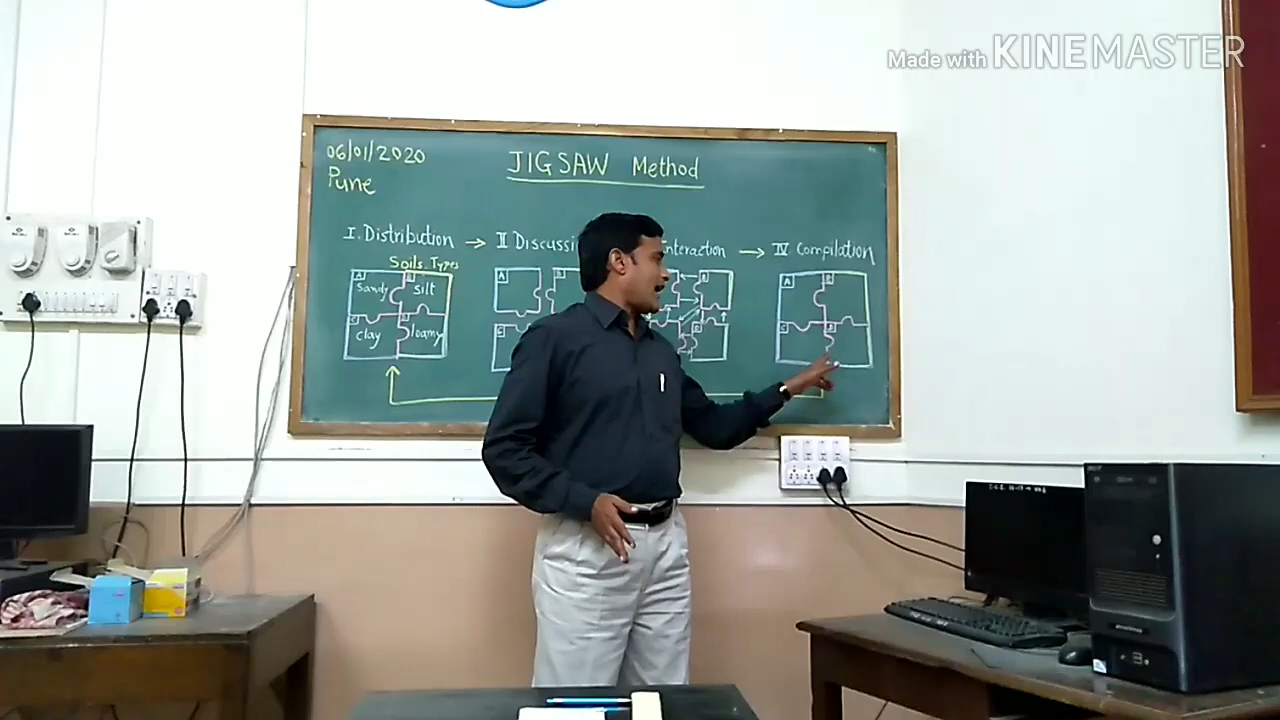 Made with KINEMASTER
06/01/2020
JIGSAW Method
Pune
I. Distribution → II Discussi nteraction → IV Compilation
Soils Types
A Sandy B silt
C clay D loamy
A B
C
B
D
A B
C D